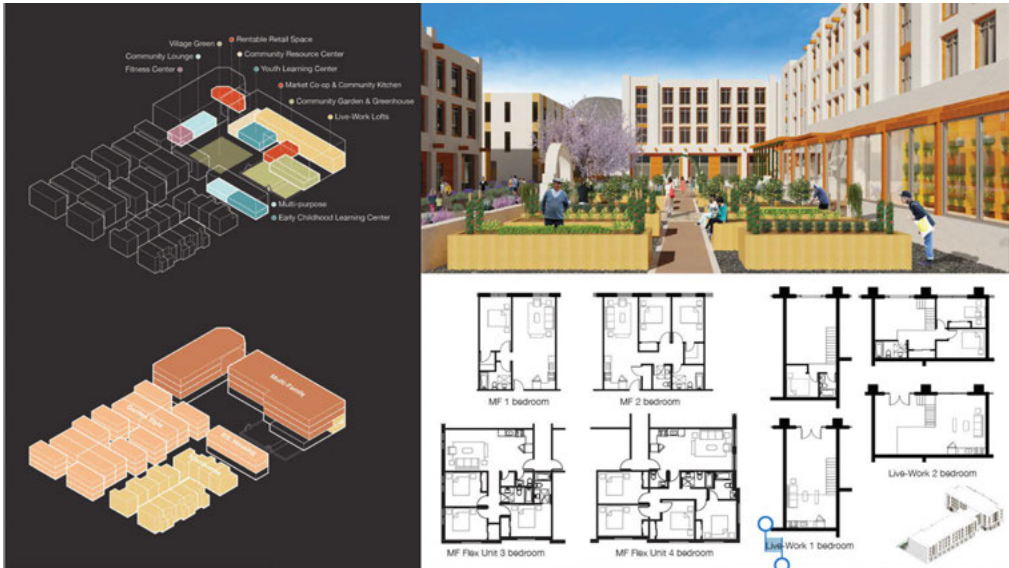 Village Green
Rentable Retail Space
Community Lounge
Community Resource Center
Fitness Center
Youth Learning Center
Market Co-op & Community Kitchen
Community Garden & Greenhouse
Live-Work Lofts
Multi-purpose
Early Childhood Learning Center
Multi-Family
MF 1 bedroom
MF 2 bedroom
MF Flex Unit 3 bedroom
MF Flex Unit 4 bedroom
Live-Work 1 bedroom
Live-Work 2 bedroom